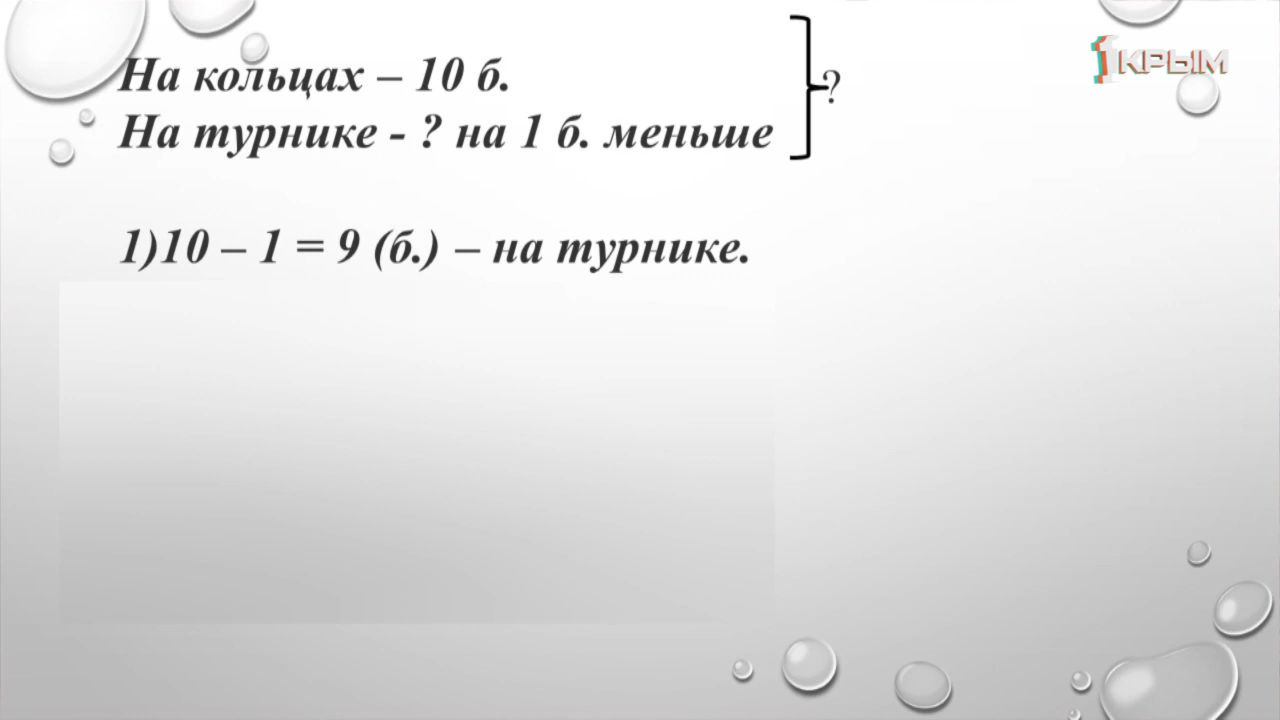 На кольцах – 10 б.
На турнике - ? на 1 б. меньше
?
1)10 – 1 = 9 (б.) – на турнике.
1КРЫМ